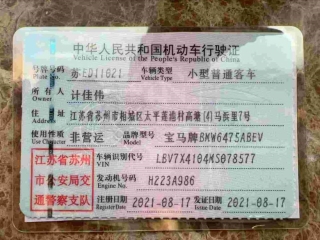 中华人民共和国机动车行驶证
Vehicle License of the People's Republic of China
号牌号码 Plate No. 苏ED11621 车辆类型 Vehicle Type 小型普通客车
所有人 Owner 计佳伟
住址 Address 江苏省苏州市相城区太平莲港村高塘(4)马浜里7号
使用性质 Use Character 非营运 品牌型号 Model 宝马牌BMW6475ABEV
江苏省苏州市公安局交通警察支队
车辆识别代号 VIN LBV7X4104MS078577
发动机号码 Engine No. H223A986
注册日期 Register Date 2021-08-17 发证日期 Issue Date 2021-08-17